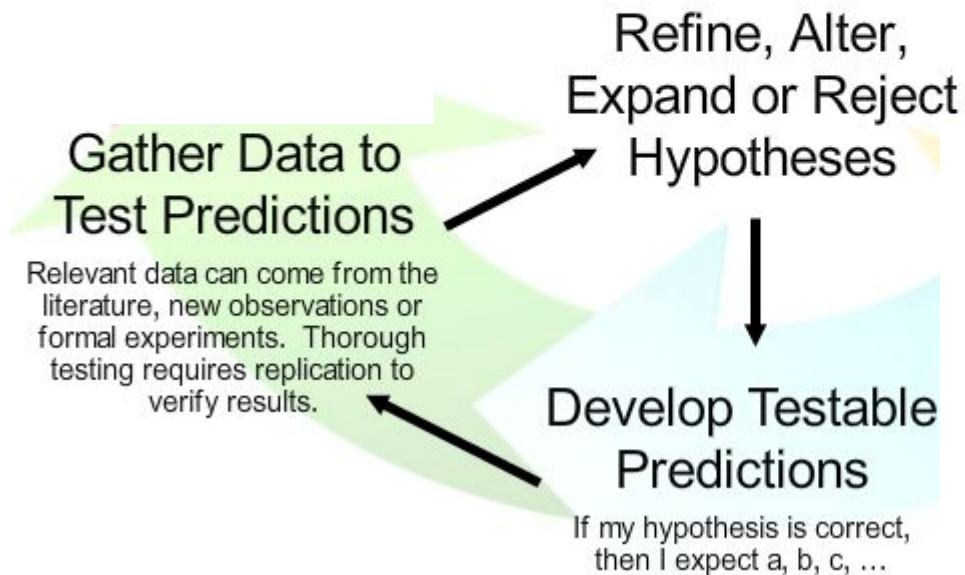 Refine, Alter,
Expand or Reject
Hypotheses
Gather Data to
Test Predictions
Relevant data can come from the
literature, new observations or
formal experiments. Thorough
testing requires replication to
verify results.
Develop Testable
Predictions
If my hypothesis is correct,
then I expect a, b, c, ...